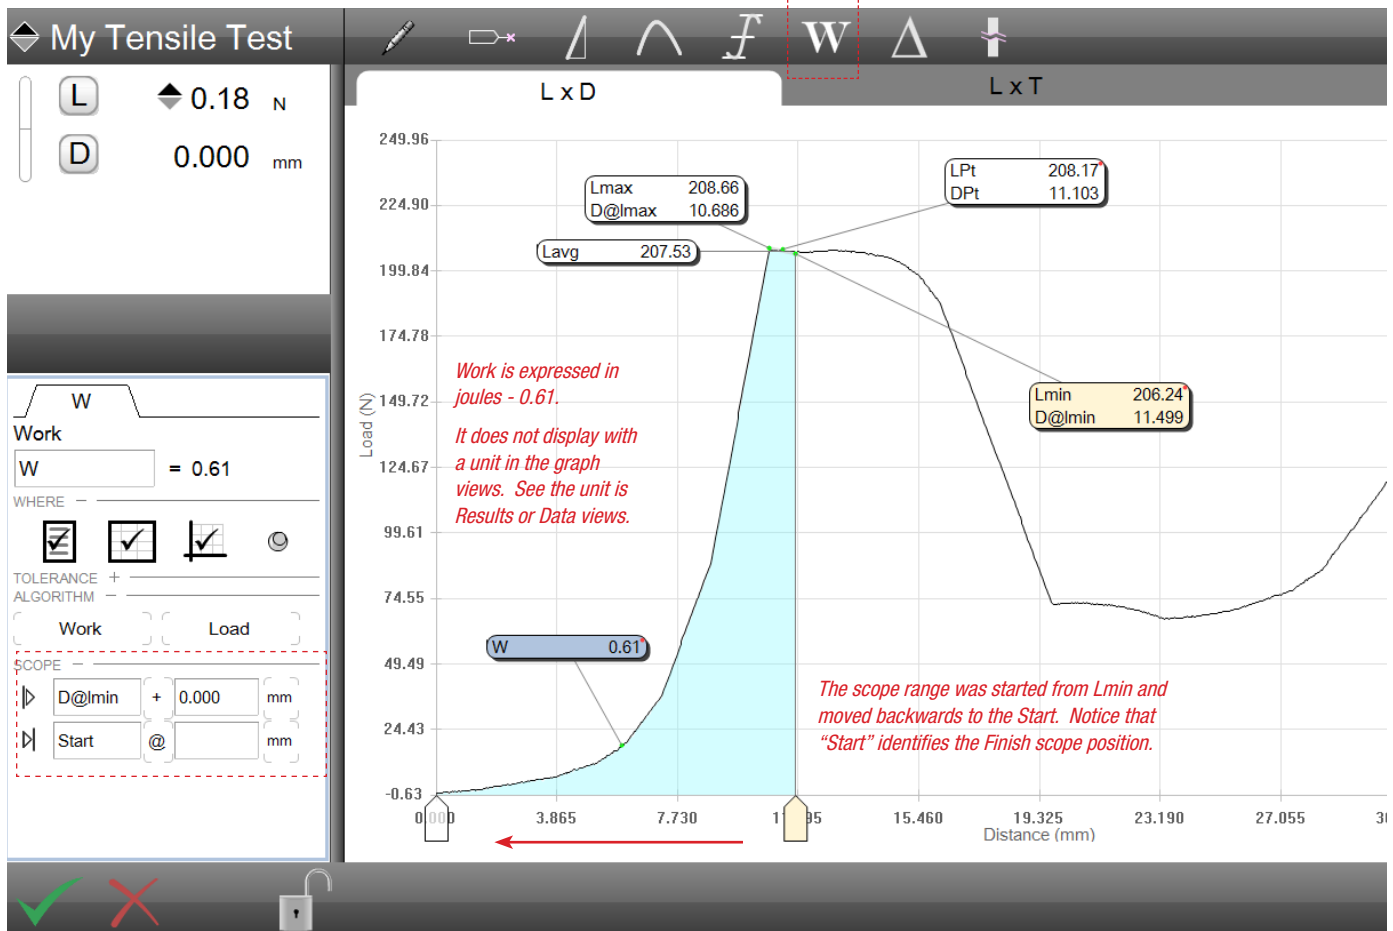 My Tensile Test
W
L 0.18 N
D 0.000 mm
L x D
L x T
249.96
224.90
199.84
174.78
149.72
124.67
99.61
74.55
49.49
24.43
-0.63
Load (N)
Lmax 208.66
D@lmax 10.686
LPt 208.17*
DPt 11.103
Lavg 207.53
Lmin 206.24*
D@lmin 11.499
W 0.61*
Work is expressed in
joules - 0.61.
It does not display with
a unit in the graph
views. See the unit is
Results or Data views.
The scope range was started from Lmin and
moved backwards to the Start. Notice that
“Start” identifies the Finish scope position.
3.865
7.730
15.460
19.325
23.190
27.055
Distance (mm)
W
Work
W = 0.61
WHERE −
TOLERANCE +
ALGORITHM −
Work Load
SCOPE −
D@lmin + 0.000 mm
Start @ mm